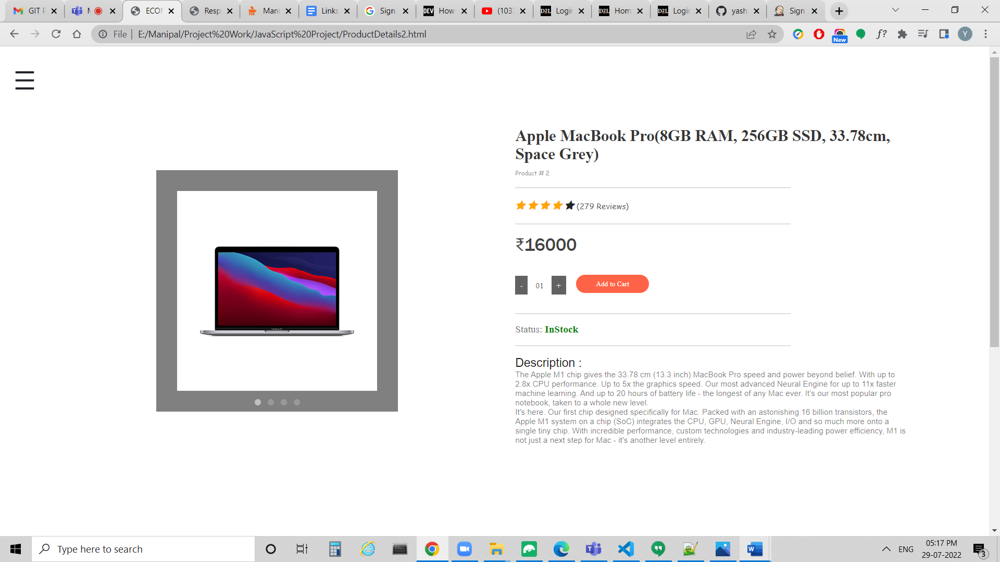 GIT P
M
ECOM
Resp
Mani
Links
Sign
DEV How
(103
D2L Login
D2L Hom
D2L Login
yash
Sign
File | E:/Manipal/Project%20Work/JavaScript%20Project/ProductDetails2.html
f?
New
Y
Apple MacBook Pro(8GB RAM, 256GB SSD, 33.78cm,
Space Grey)
Product # 2
(279 Reviews)
₹16000
- 01 + Add to Cart
Status: InStock
Description :
The Apple M1 chip gives the 33.78 cm (13.3 inch) MacBook Pro speed and power beyond belief. With up to
2.8x CPU performance. Up to 5x the graphics speed. Our most advanced Neural Engine for up to 11x faster
machine learning. And up to 20 hours of battery life - the longest of any Mac ever. It's our most popular pro
notebook, taken to a whole new level.
It's here. Our first chip designed specifically for Mac. Packed with an astonishing 16 billion transistors, the
Apple M1 system on a chip (SoC) integrates the CPU, GPU, Neural Engine, I/O and so much more onto a
single tiny chip. With incredible performance, custom technologies and industry-leading power efficiency, M1 is
not just a next step for Mac - it's another level entirely.
MacBook Pro
Type here to search
ENG
05:17 PM
29-07-2022
3